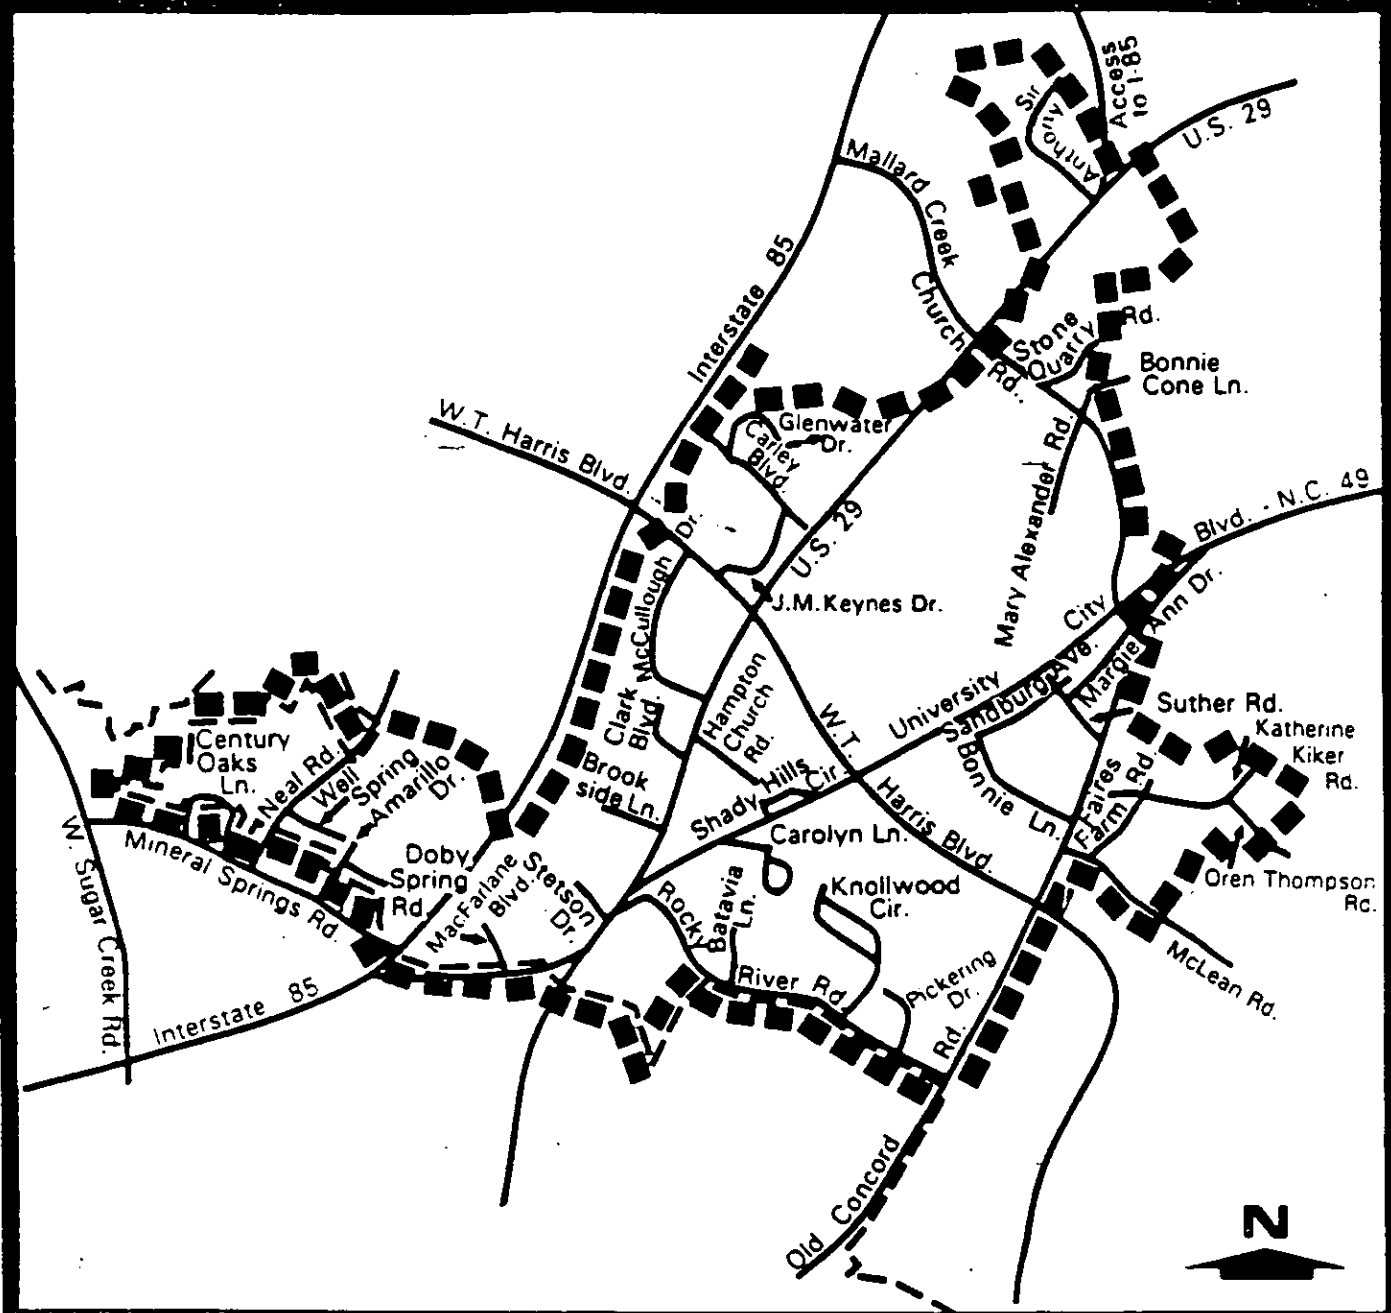 Access
to I-85
U.S. 29
Sir
Anthony
Mallard Creek
Church
Rd..
Interstate 85
Stone
Quarry
Rd.
Bonnie
Cone Ln.
W.T. Harris Blvd.
Glenwater
Dr.
Carley
Blvd.
Mary Alexander Rd.
Blvd. - N.C. 49
U.S. 29
Dr.
McCullough
J.M.Keynes Dr.
City
Ann Dr.
Margie
Sandburg Ave.
University
Hampton
Church
Rd.
Clark
Blvd.
Suther Rd.
Katherine
Kiker
Rd.
W.T.
Century
Oaks
Ln.
Neal Rd.
Well
Spring
Amarillo
Dr.
Brook
side Ln.
Shady Hills
Cir.
Harris Blvd.
Bonnie
Ln.
Faires
Farm Rd
Carolyn Ln.
W. Sugar Creek Rd.
Mineral Springs Rd.
Doby
Spring
Rd.
MacFarlane
Blvd.
Stetson
Dr.
Rocky
Batavia
Ln.
Knollwood
Cir.
Oren Thompson
Rd.
McLean Rd.
River Rd.
Pickering
Dr.
Interstate 85
Rd.
Old Concord
N